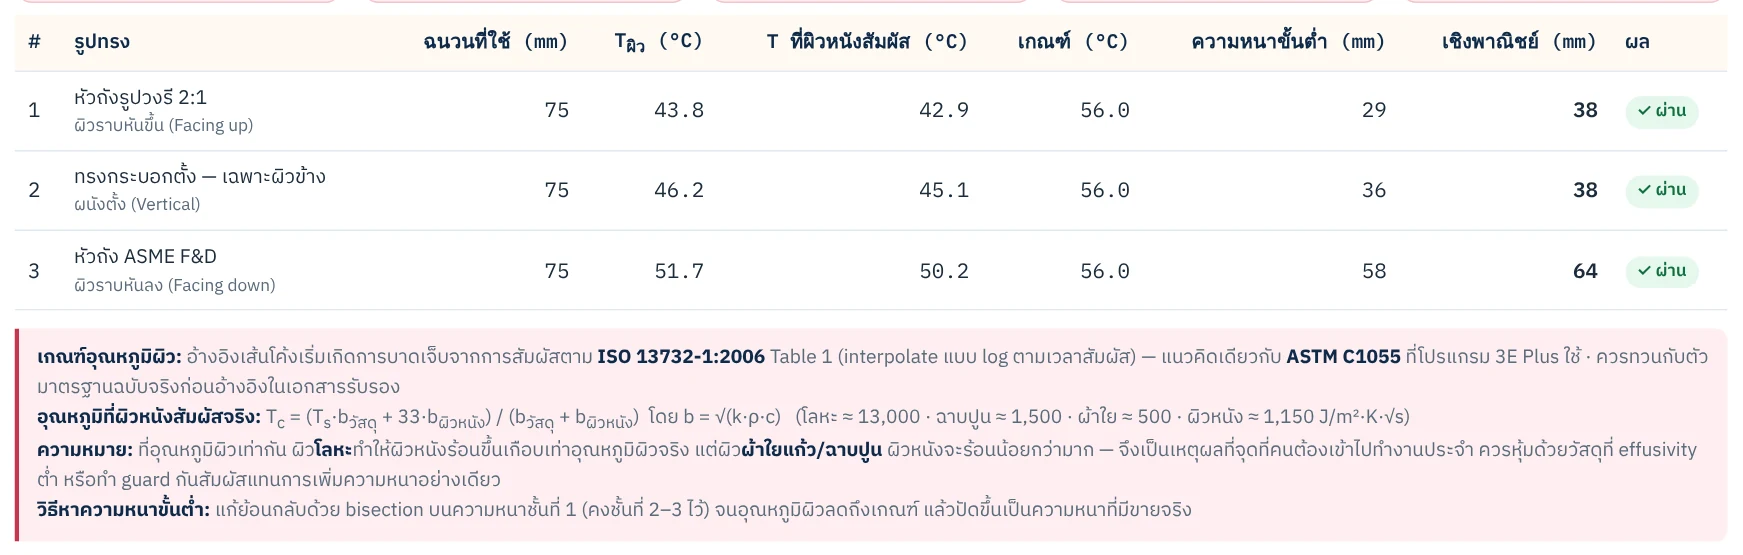 # รูปทรง ฉนวนที่ใช้ (mm) Tผิว (°C) T ที่ผิวหนังสัมผัส (°C) เกณฑ์ (°C) ความหนาขั้นต่ำ (mm) เชิงพาณิชย์ (mm) ผล
1 หัวถังรูปวงรี 2:1 75 43.8 42.9 56.0 29 38 ✓ ผ่าน
ผิวราบหันขึ้น (Facing up)
2 ทรงกระบอกตั้ง — เฉพาะผิวข้าง 75 46.2 45.1 56.0 36 38 ✓ ผ่าน
ผนังตั้ง (Vertical)
3 หัวถัง ASME F&D 75 51.7 50.2 56.0 58 64 ✓ ผ่าน
ผิวราบหันลง (Facing down)
เกณฑ์อุณหภูมิผิว: อ้างอิงเส้นโค้งเริ่มเกิดการบาดเจ็บจากการสัมผัสตาม ISO 13732-1:2006 Table 1 (interpolate แบบ log ตามเวลาสัมผัส) — แนวคิดเดียวกับ ASTM C1055 ที่โปรแกรม 3E Plus ใช้ · ควรทวนกับตัว
มาตรฐานฉบับจริงก่อนอ้างอิงในเอกสารรับรอง
อุณหภูมิที่ผิวหนังสัมผัสจริง: Tc = (Ts·bวัสดุ + 33·bผิวหนัง) / (bวัสดุ + bผิวหนัง) โดย b = √(k·ρ·c) (โลหะ ≈ 13,000 · ฉาบปูน ≈ 1,500 · ผ้าใย ≈ 500 · ผิวหนัง ≈ 1,150 J/m²·K·√s)
ความหมาย: ที่อุณหภูมิผิวเท่ากัน ผิวโลหะทำให้ผิวหนังร้อนขึ้นเกือบเท่าอุณหภูมิผิวจริง แต่ผิวผ้าใยแก้ว/ฉาบปูน ผิวหนังจะร้อนน้อยกว่ามาก — จึงเป็นเหตุผลที่จุดที่คนต้องเข้าไปทำงานประจำ ควรหุ้มด้วยวัสดุที่ effusivity
ต่ำ หรือทำ guard กันสัมผัสแทนการเพิ่มความหนาอย่างเดียว
วิธีหาความหนาขั้นต่ำ: แก้ย้อนกลับด้วย bisection บนความหนาชั้นที่ 1 (คงชั้นที่ 2–3 ไว้) จนอุณหภูมิผิวลดถึงเกณฑ์ แล้วปัดขึ้นเป็นความหนาที่มีขายจริง